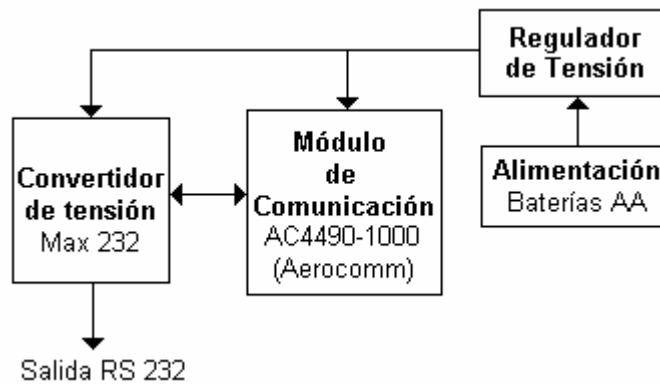 Regulador
de Tensión
Convertidor
de tensión
Max 232
Módulo
de
Comunicación
AC4490-1000
(Aerocomm)
Alimentación
Baterías AA
Salida RS 232